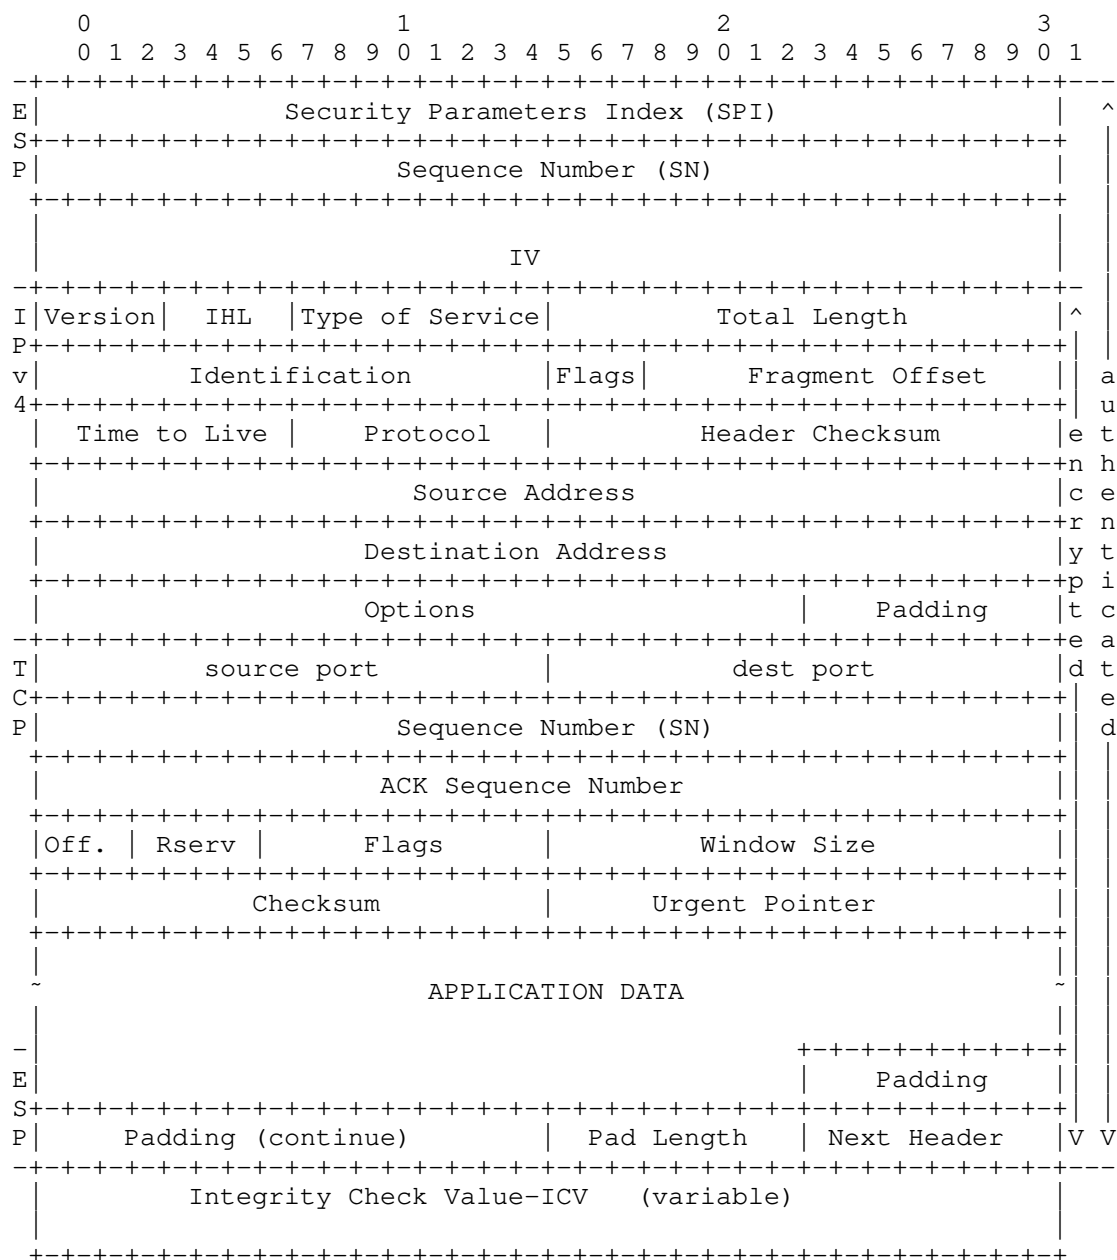 0 1 2 3
0 1 2 3 4 5 6 7 8 9 0 1 2 3 4 5 6 7 8 9 0 1 2 3 4 5 6 7 8 9 0 1
-+-+-+-+-+-+-+-+-+-+-+-+-+-+-+-+-+-+-+-+-+-+-+-+-+-+-+-+-+-+-+-+-+---
E| Security Parameters Index (SPI) | ^
S+-+-+-+-+-+-+-+-+-+-+-+-+-+-+-+-+-+-+-+-+-+-+-+-+-+-+-+-+-+-+-+-+ |
P| Sequence Number (SN) | |
+-+-+-+-+-+-+-+-+-+-+-+-+-+-+-+-+-+-+-+-+-+-+-+-+-+-+-+-+-+-+-+-+ |
| | |
| IV | |
-+-+-+-+-+-+-+-+-+-+-+-+-+-+-+-+-+-+-+-+-+-+-+-+-+-+-+-+-+-+-+-+-+- |
I|Version| IHL |Type of Service| Total Length |^ |
P+-+-+-+-+-+-+-+-+-+-+-+-+-+-+-+-+-+-+-+-+-+-+-+-+-+-+-+-+-+-+-+-+| |
v| Identification |Flags| Fragment Offset || a
4+-+-+-+-+-+-+-+-+-+-+-+-+-+-+-+-+-+-+-+-+-+-+-+-+-+-+-+-+-+-+-+-+| u
| Time to Live | Protocol | Header Checksum |e t
+-+-+-+-+-+-+-+-+-+-+-+-+-+-+-+-+-+-+-+-+-+-+-+-+-+-+-+-+-+-+-+-+n h
| Source Address |c e
+-+-+-+-+-+-+-+-+-+-+-+-+-+-+-+-+-+-+-+-+-+-+-+-+-+-+-+-+-+-+-+-+r n
| Destination Address |y t
+-+-+-+-+-+-+-+-+-+-+-+-+-+-+-+-+-+-+-+-+-+-+-+-+-+-+-+-+-+-+-+-+p i
| Options | Padding |t c
-+-+-+-+-+-+-+-+-+-+-+-+-+-+-+-+-+-+-+-+-+-+-+-+-+-+-+-+-+-+-+-+-+e a
T| source port | dest port |d t
C+-+-+-+-+-+-+-+-+-+-+-+-+-+-+-+-+-+-+-+-+-+-+-+-+-+-+-+-+-+-+-+-+| e
P| Sequence Number (SN) || d
+-+-+-+-+-+-+-+-+-+-+-+-+-+-+-+-+-+-+-+-+-+-+-+-+-+-+-+-+-+-+-+-+| |
| ACK Sequence Number || |
+-+-+-+-+-+-+-+-+-+-+-+-+-+-+-+-+-+-+-+-+-+-+-+-+-+-+-+-+-+-+-+-+| |
|Off. | Rserv | Flags | Window Size || |
+-+-+-+-+-+-+-+-+-+-+-+-+-+-+-+-+-+-+-+-+-+-+-+-+-+-+-+-+-+-+-+-+| |
| Checksum | Urgent Pointer || |
+-+-+-+-+-+-+-+-+-+-+-+-+-+-+-+-+-+-+-+-+-+-+-+-+-+-+-+-+-+-+-+-+| |
| || |
~ APPLICATION DATA ~| |
| || |
-| +-+-+-+-+-+-+-+-+| |
E| | Padding || |
S+-+-+-+-+-+-+-+-+-+-+-+-+-+-+-+-+-+-+-+-+-+-+-+-+-+-+-+-+-+-+-+-+| |
P| Padding (continue) | Pad Length | Next Header |V V
-+-+-+-+-+-+-+-+-+-+-+-+-+-+-+-+-+-+-+-+-+-+-+-+-+-+-+-+-+-+-+-+-+---
| Integrity Check Value-ICV (variable) |
| |
+-+-+-+-+-+-+-+-+-+-+-+-+-+-+-+-+-+-+-+-+-+-+-+-+-+-+-+-+-+-+-+-+